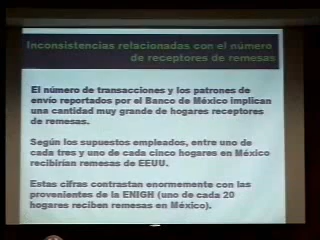 Inconsistencias relacionadas con el número
de receptores de remesas
El número de transacciones y los patrones de
envío reportados por el Banco de México implican
una cantidad muy grande de hogares receptores
de remesas.
Según los supuestos empleados, entre uno de
cada tres y uno de cada cinco hogares en México
recibirían remesas de EEUU.
Estas cifras contrastan enormemente con las
provenientes de la ENIGH (uno de cada 20
hogares reciben remesas en México).